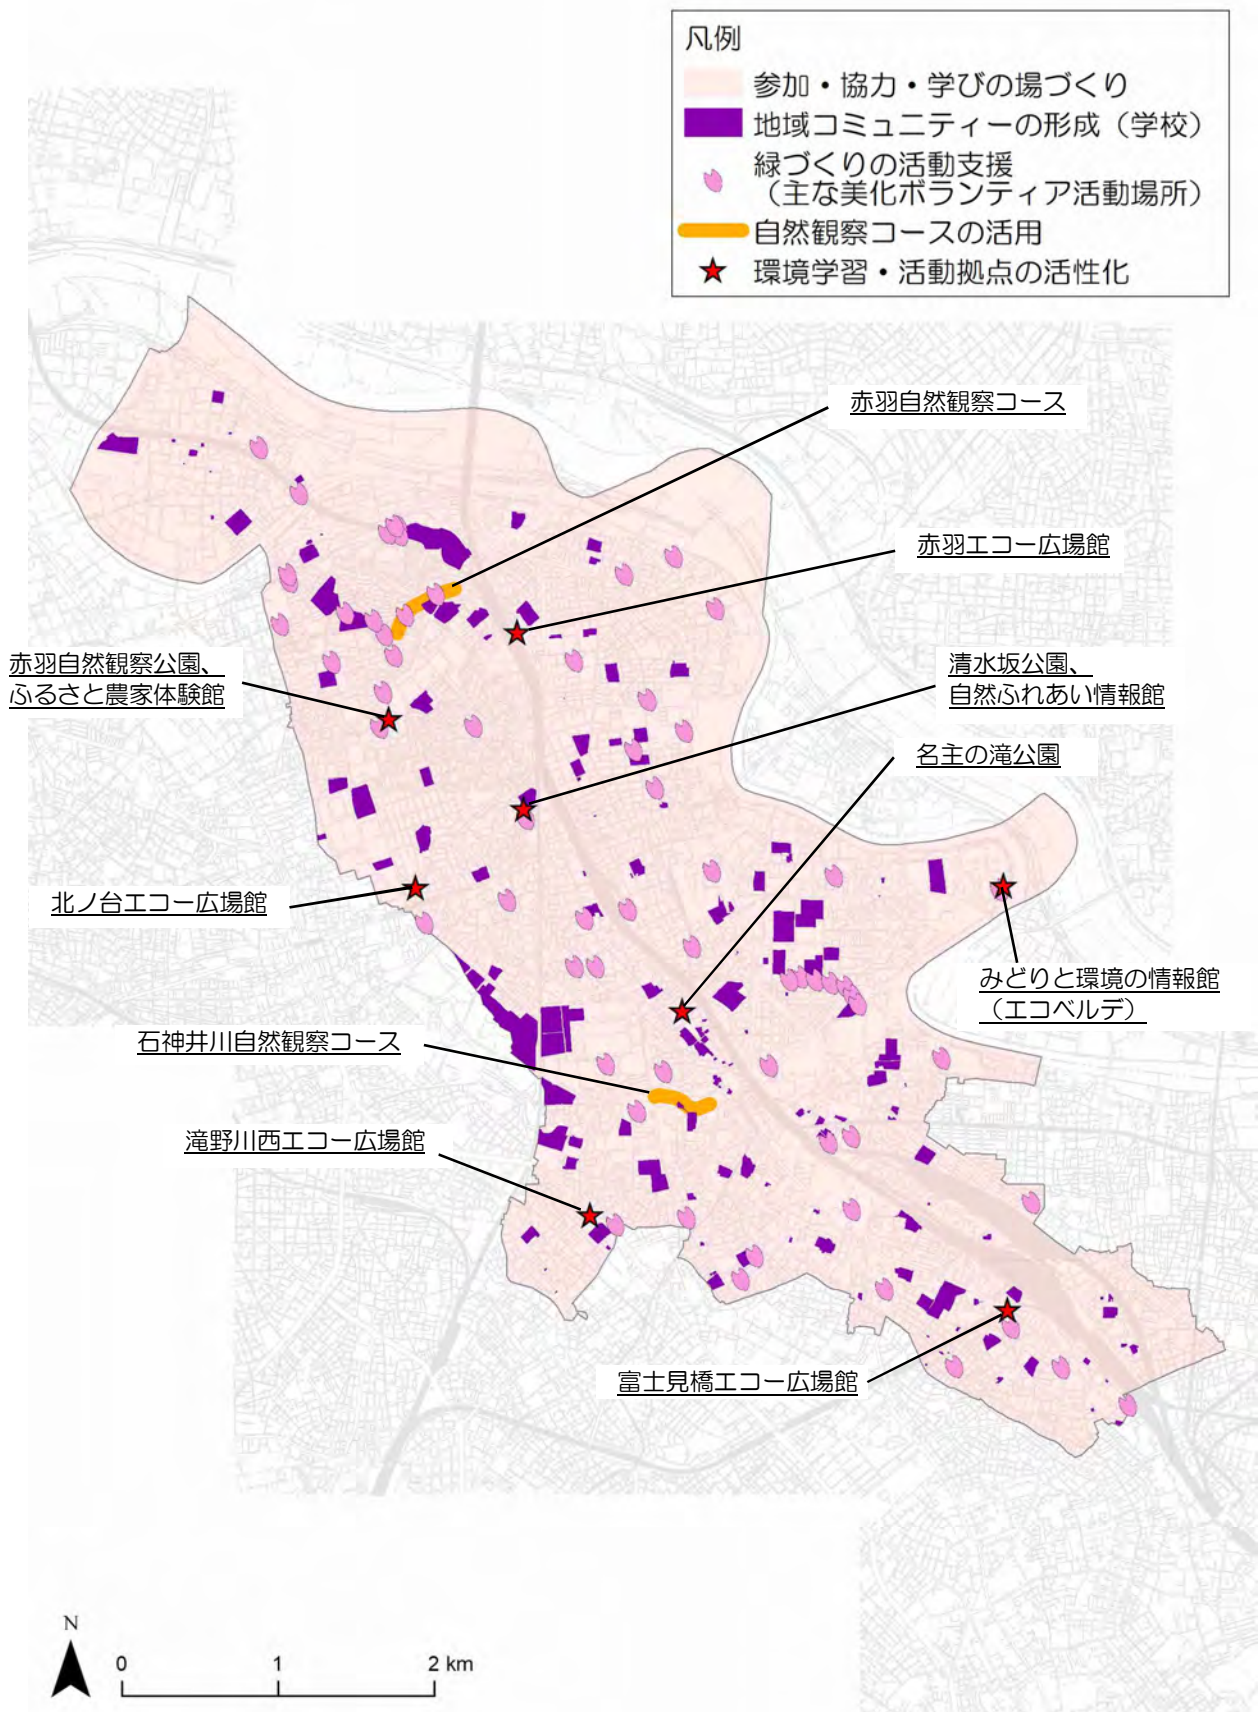 凡例
参加・協力・学びの場づくり
地域コミュニティーの形成（学校）
緑づくりの活動支援
（主な美化ボランティア活動場所）
自然観察コースの活用
環境学習・活動拠点の活性化
赤羽自然観察コース
赤羽エコー広場館
赤羽自然観察公園、
ふるさと農家体験館
清水坂公園、
自然ふれあい情報館
名主の滝公園
北ノ台エコー広場館
みどりと環境の情報館
（エコベルデ）
石神井川自然観察コース
滝野川西エコー広場館
富士見橋エコー広場館
N
0 1 2 km